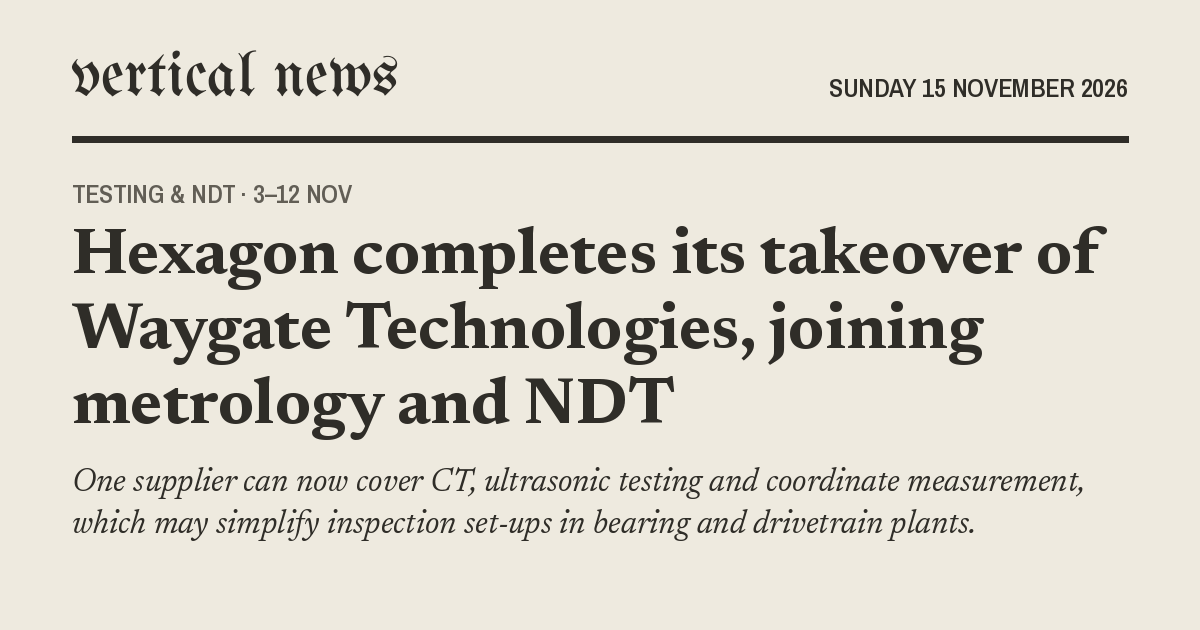 vertical news
SUNDAY 15 NOVEMBER 2026
TESTING & NDT · 3–12 NOV
Hexagon completes its takeover of
Waygate Technologies, joining
metrology and NDT
One supplier can now cover CT, ultrasonic testing and coordinate measurement,
which may simplify inspection set-ups in bearing and drivetrain plants.